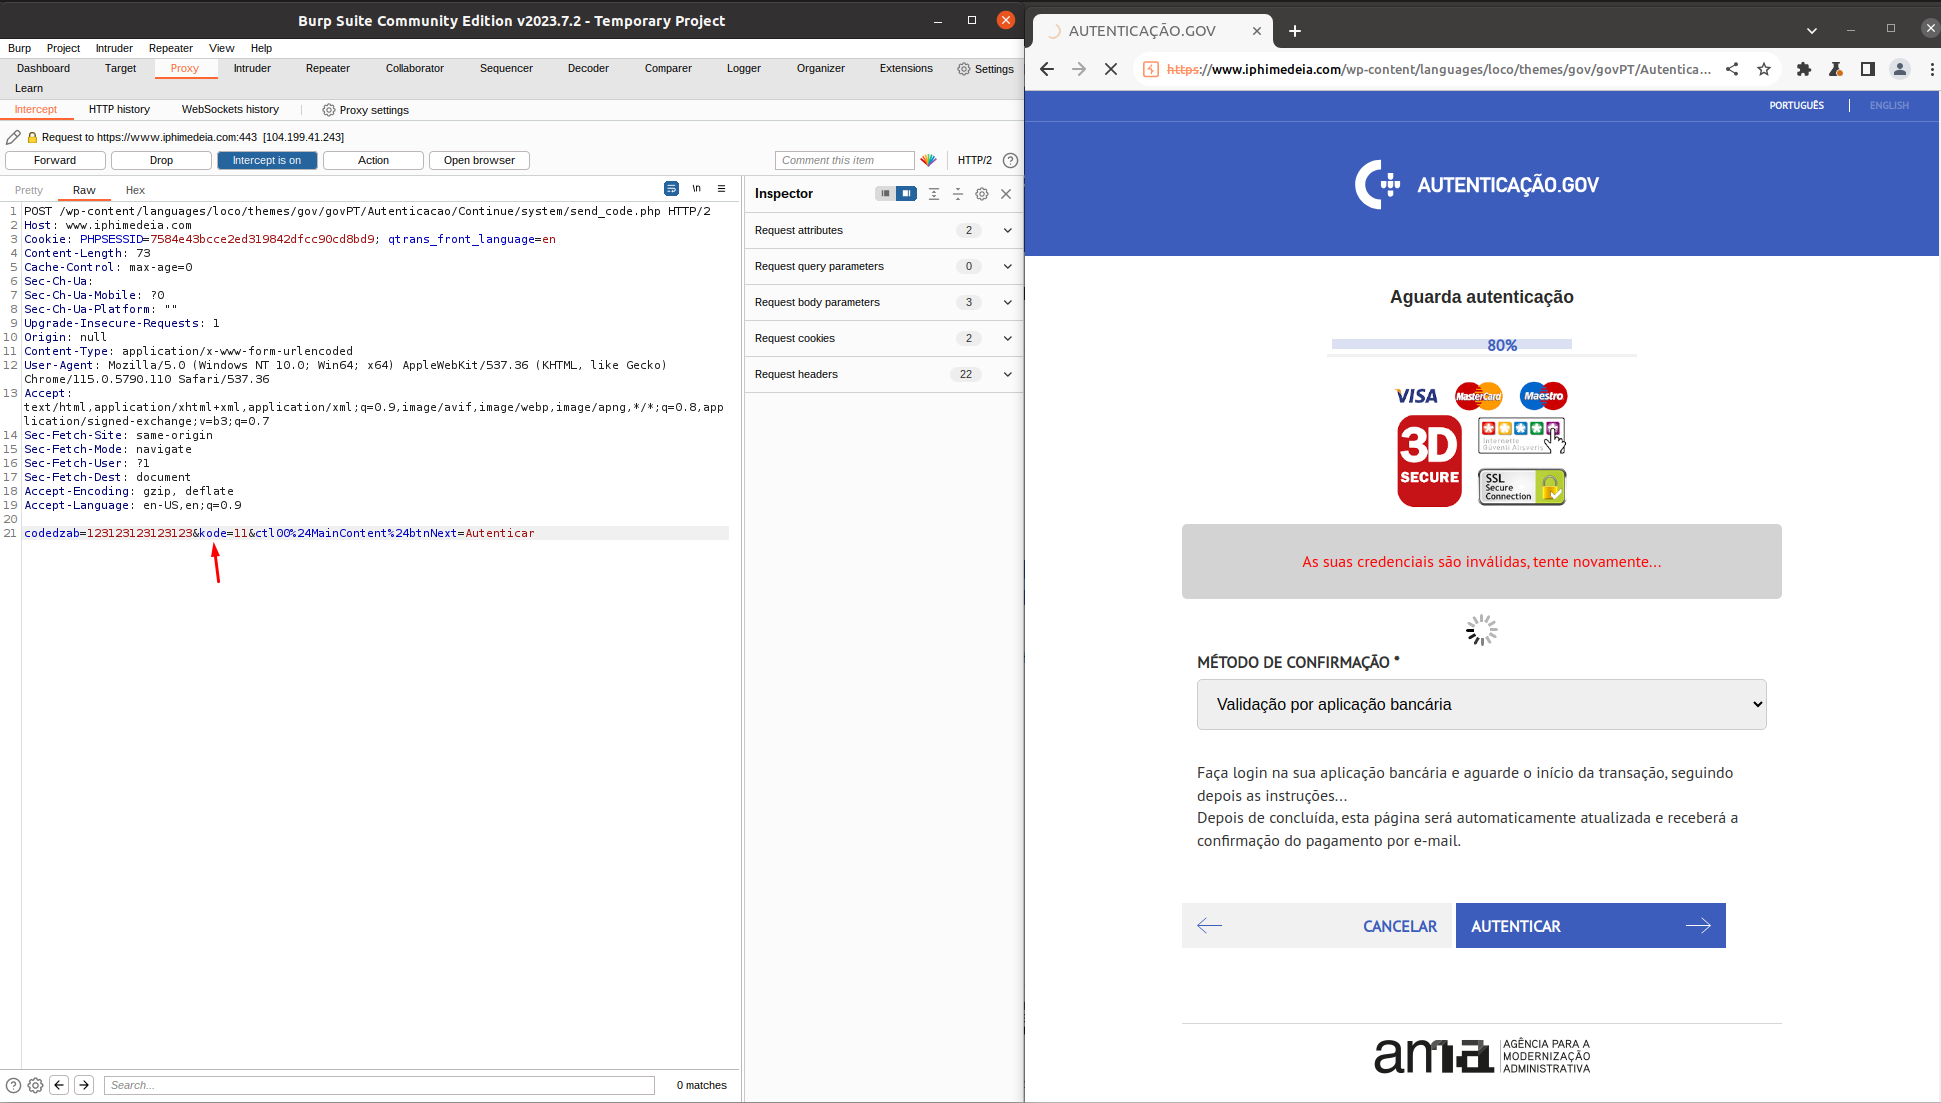 Burp Suite Community Edition v2023.7.2 - Temporary Project
Burp Project Intruder Repeater View Help
Dashboard Target Proxy Intruder Repeater Collaborator Sequencer Decoder Comparer Logger Organizer Extensions Settings
Learn
Intercept HTTP history WebSockets history Proxy settings
Request to https://www.iphimedeia.com:443 [104.199.41.243]
Forward Drop Intercept is on Action Open browser Comment this item HTTP/2 ?
Pretty Raw Hex \n
1 POST /wp-content/languages/loco/themes/gov/govPT/Autenticacao/Continue/system/send_code.php HTTP/2
2 Host: www.iphimedeia.com
3 Cookie: PHPSESSID=7584e43bcce2ed319842dfcc90cd8bd9; qtrans_front_language=en
4 Content-Length: 73
5 Cache-Control: max-age=0
6 Sec-Ch-Ua:
7 Sec-Ch-Ua-Mobile: ?0
8 Sec-Ch-Ua-Platform: ""
9 Upgrade-Insecure-Requests: 1
10 Origin: null
11 Content-Type: application/x-www-form-urlencoded
12 User-Agent: Mozilla/5.0 (Windows NT 10.0; Win64; x64) AppleWebKit/537.36 (KHTML, like Gecko)
Chrome/115.0.5790.110 Safari/537.36
13 Accept:
text/html,application/xhtml+xml,application/xml;q=0.9,image/avif,image/webp,image/apng,*/*;q=0.8,app
lication/signed-exchange;v=b3;q=0.7
14 Sec-Fetch-Site: same-origin
15 Sec-Fetch-Mode: navigate
16 Sec-Fetch-User: ?1
17 Sec-Fetch-Dest: document
18 Accept-Encoding: gzip, deflate
19 Accept-Language: en-US,en;q=0.9
20
21 codedzab=123123123123123&kode=11&ctl00%24MainContent%24btnNext=Autenticar
Search... 0 matches
Inspector
Request attributes 2
Request query parameters 0
Request body parameters 3
Request cookies 2
Request headers 22
AUTENTICAÇÃO.GOV
https://www.iphimedeia.com/wp-content/languages/loco/themes/gov/govPT/Autentica...
PORTUGUÊS | ENGLISH
AUTENTICAÇÃO.GOV
Aguarda autenticação
80%
VISA MasterCard Maestro
3D
SECURE
Internette
Güvenli Alışveriş
SSL
Secure
Connection
As suas credenciais são inválidas, tente novamente...
MÉTODO DE CONFIRMAÇÃO *
Validação por aplicação bancária
Faça login na sua aplicação bancária e aguarde o início da transação, seguindo
depois as instruções...
Depois de concluída, esta página será automaticamente atualizada e receberá a
confirmação do pagamento por e-mail.
CANCELAR AUTENTICAR
ama
AGÊNCIA PARA A
MODERNIZAÇÃO
ADMINISTRATIVA